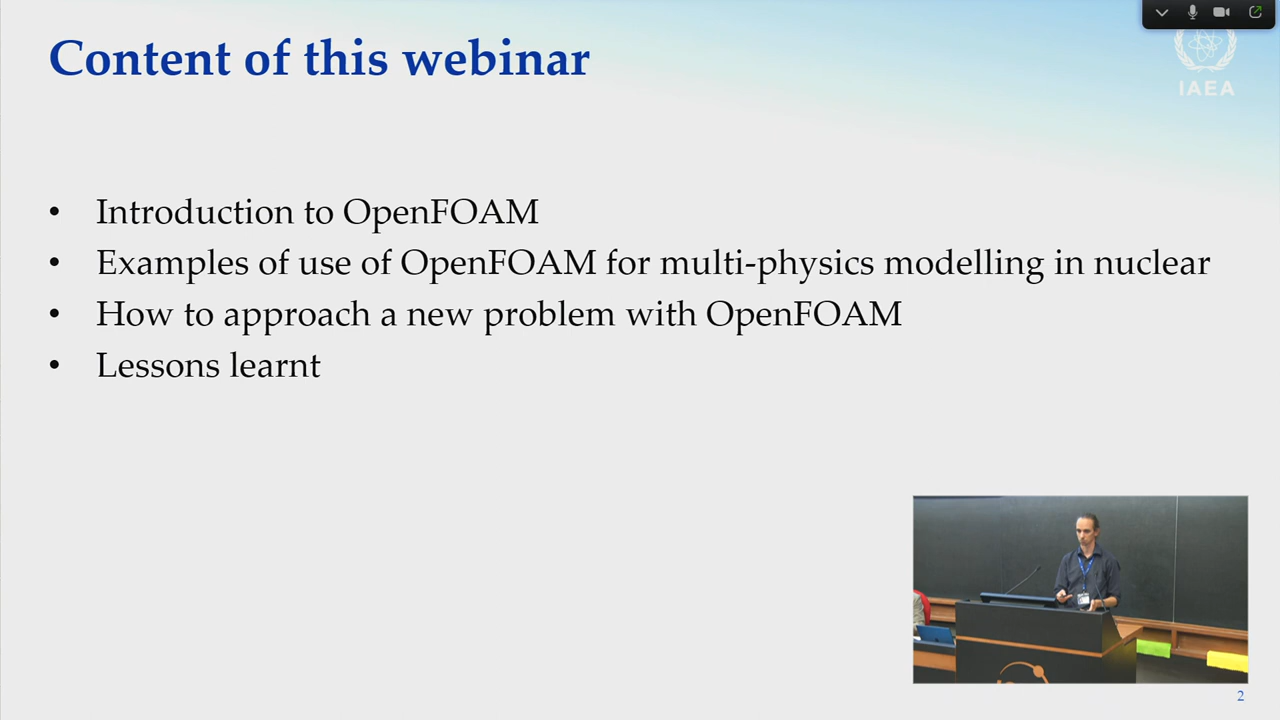 Content of this webinar
IAEA
• Introduction to OpenFOAM
• Examples of use of OpenFOAM for multi-physics modelling in nuclear
• How to approach a new problem with OpenFOAM
• Lessons learnt
2